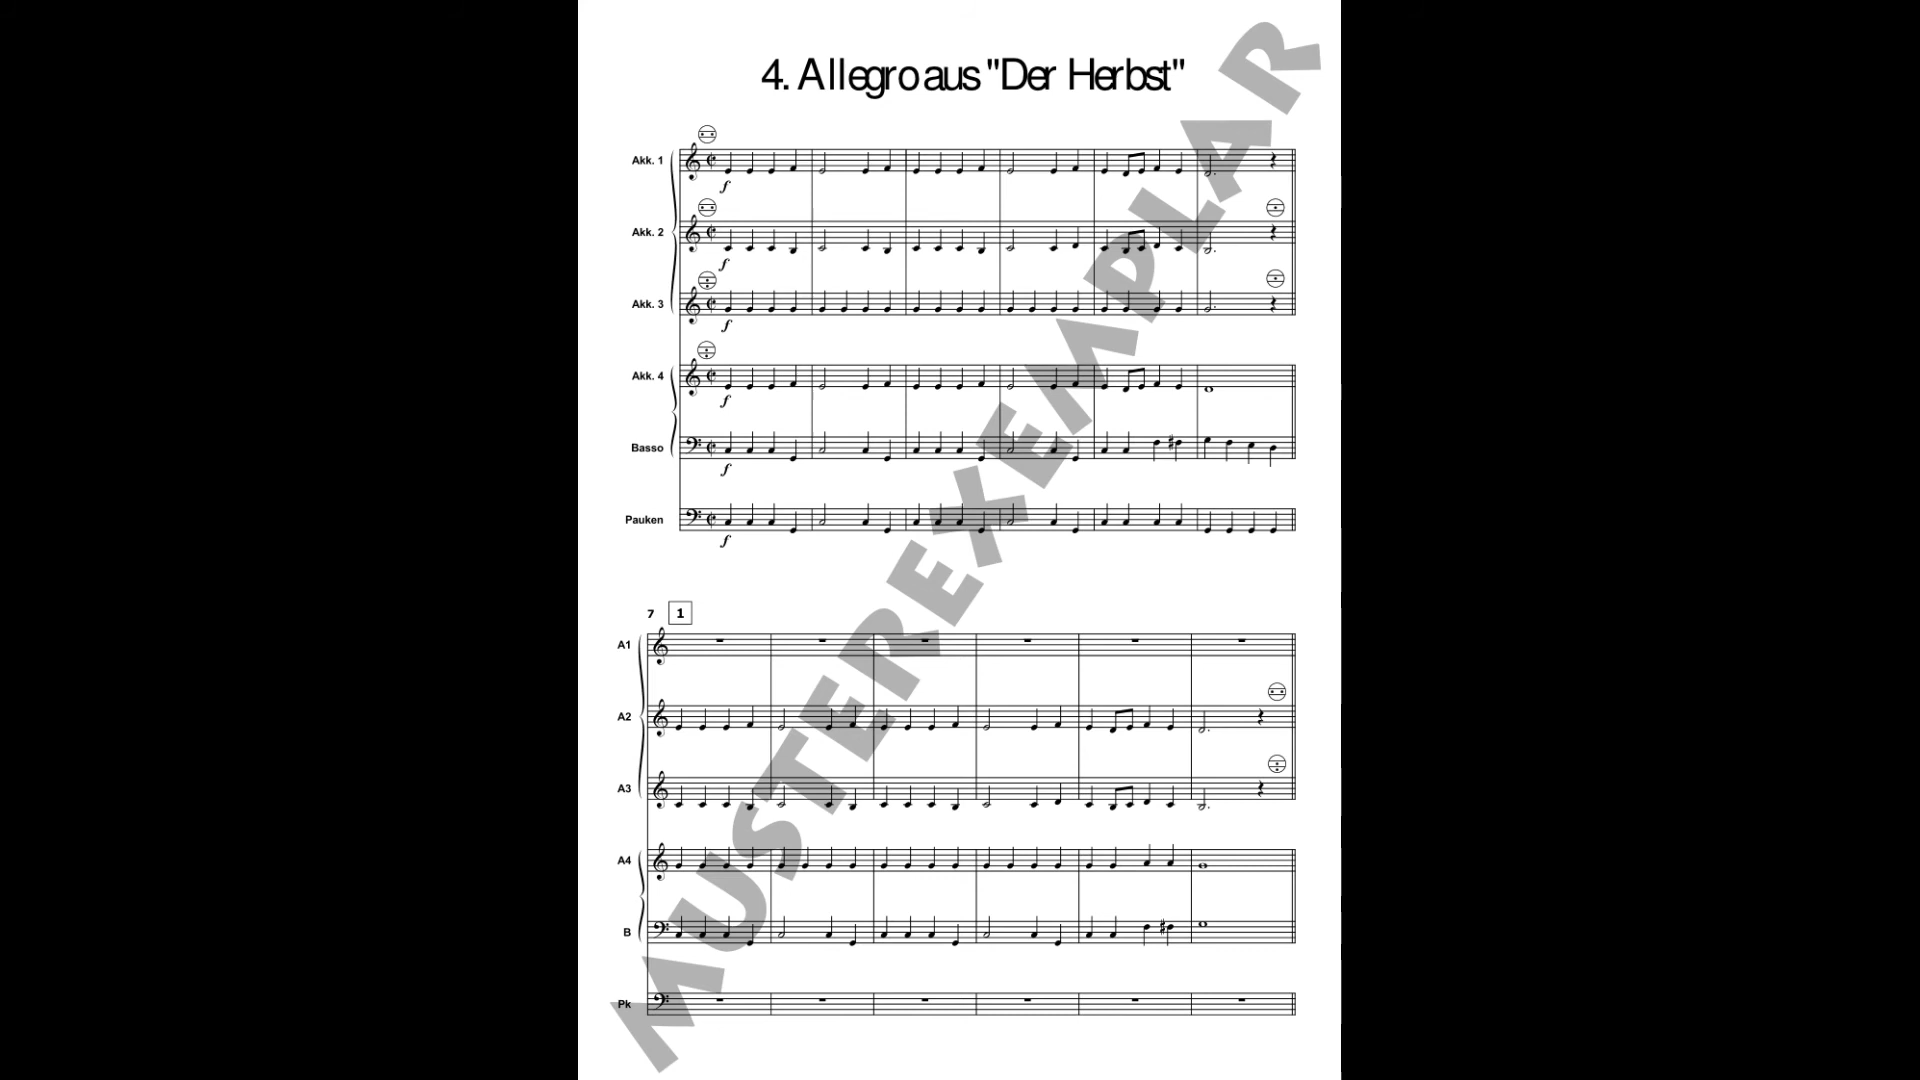 4. Allegro aus "Der Herbst"
Akk. 1
f
Akk. 2
f
Akk. 3
f
Akk. 4
f
Basso
f
Pauken
f
7 1
A1
A2
A3
A4
B
Pk
MUSTEREXEMPLAR